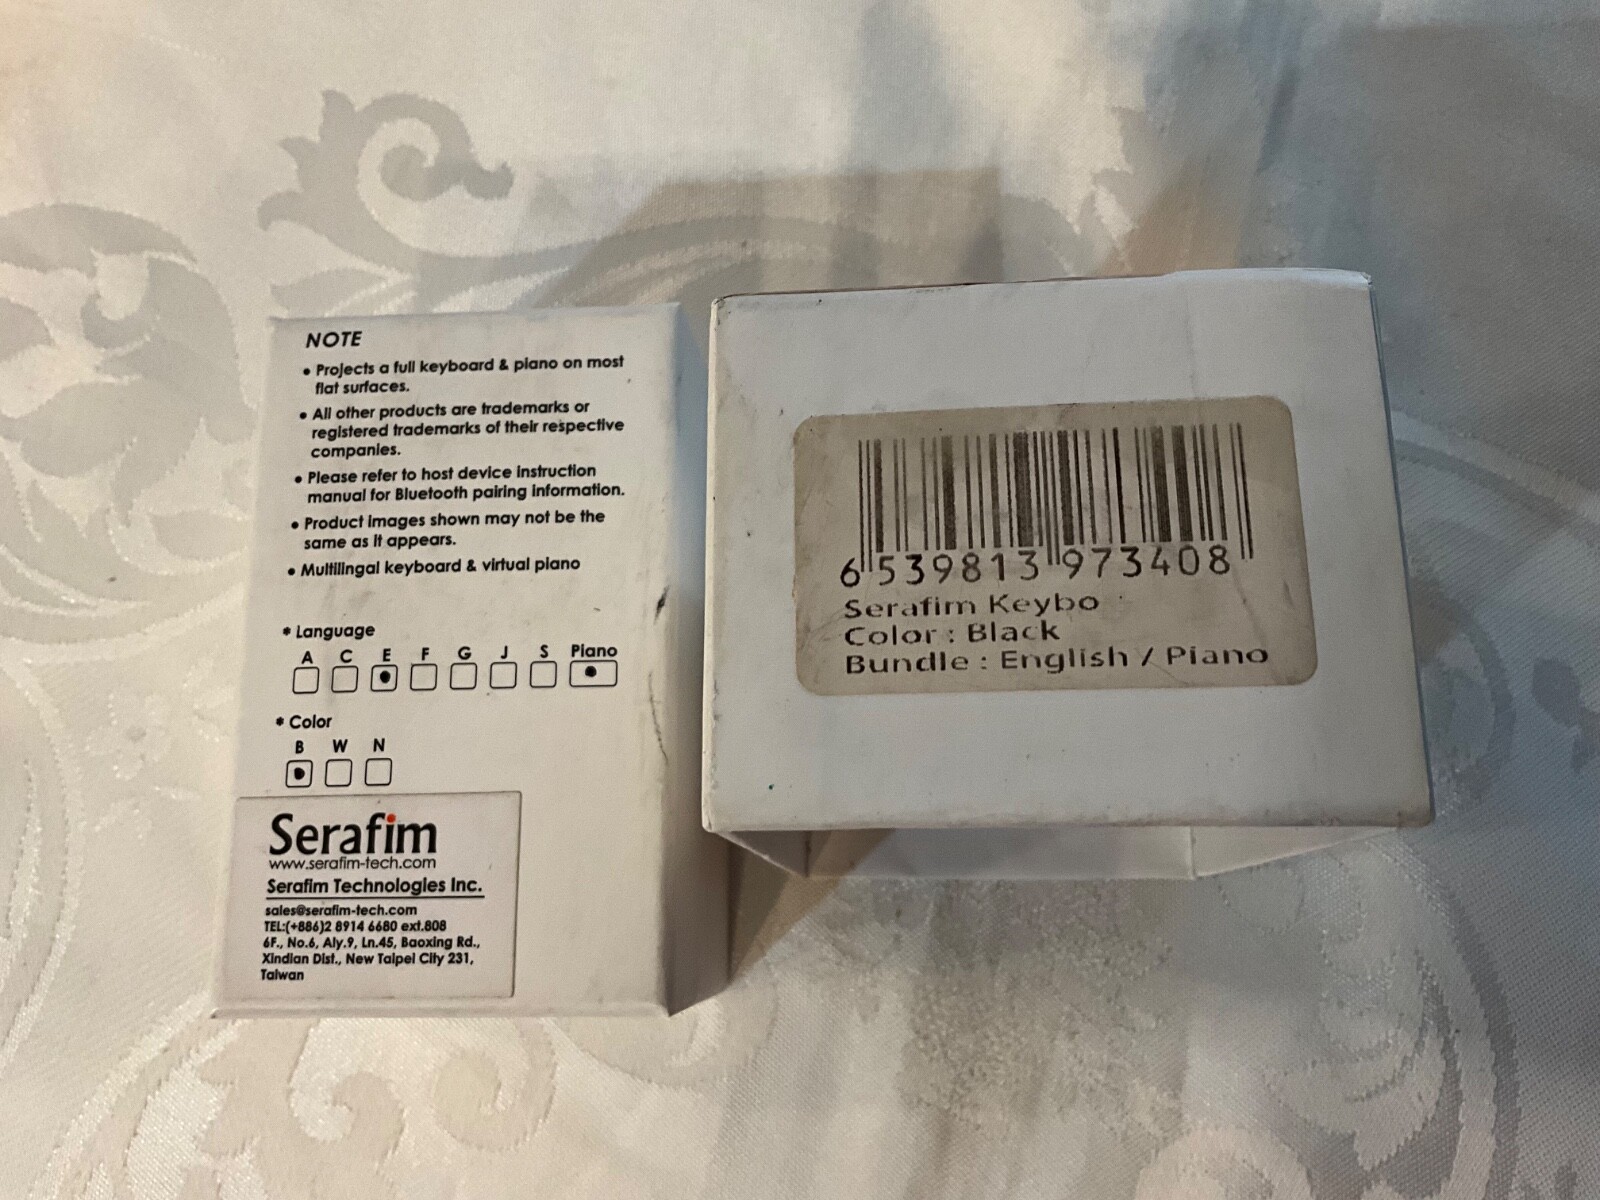 NOTE
• Projects a full keyboard & piano on most
flat surfaces.
• All other products are trademarks or
registered trademarks of their respective
companies.
• Please refer to host device instruction
manual for Bluetooth pairing information.
• Product images shown may not be the
same as it appears.
• Multilingal keyboard & virtual piano
* Language
A C E F G J S Piano
* Color
B W N
Serafim
www.serafim-tech.com
Serafim Technologies Inc.
sales@serafim-tech.com
TEL:(+886)2 8914 6680 ext.808
6F., No.6, Aly.9, Ln.45, Baoxing Rd.,
Xindian Dist., New Taipei City 231,
Taiwan
6 539813 973408
Serafim Keybo
Color : Black
Bundle : English / Piano